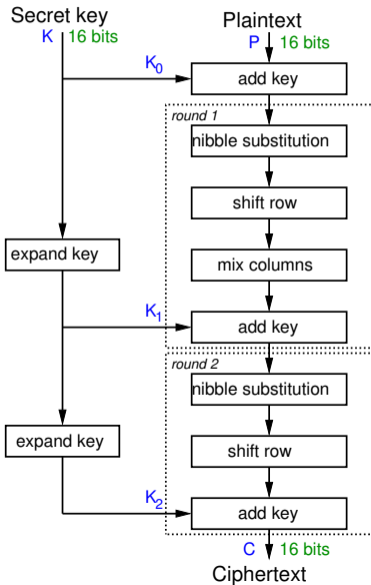 Secret key
Plaintext
K 16 bits
P 16 bits
K0
add key
round 1
nibble substitution
shift row
expand key
mix columns
K1
add key
round 2
nibble substitution
expand key
shift row
K2
add key
C 16 bits
Ciphertext